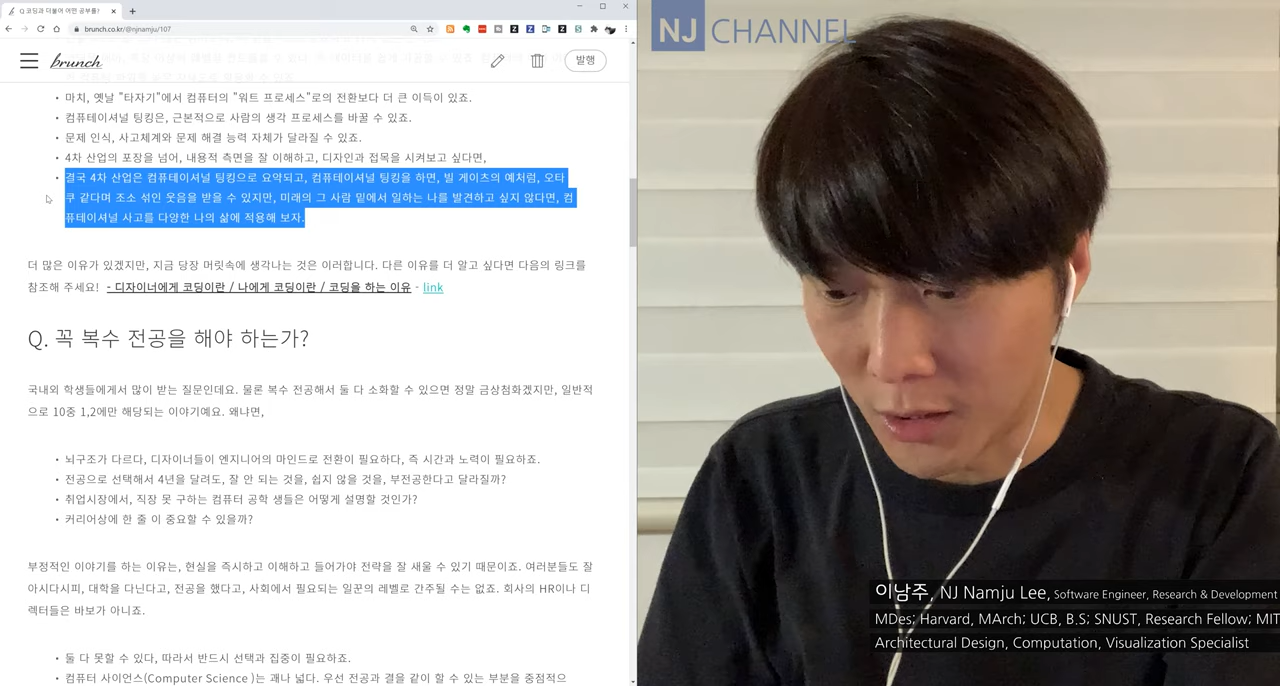 Q 코딩과 더불어 어떤 공부를?
brunch.co.kr/@njnamju/107
brunch
발행
마치, 옛날 "타자기"에서 컴퓨터의 "워트 프로세스"로의 전환보다 더 큰 이득이 있죠.
컴퓨테이셔널 팅킹은, 근본적으로 사람의 생각 프로세스를 바꿀 수 있죠.
문제 인식, 사고체계와 문제 해결 능력 자체가 달라질 수 있죠.
4차 산업의 포장을 넘어, 내용적 측면을 잘 이해하고, 디자인과 접목을 시켜보고 싶다면,
결국 4차 산업은 컴퓨테이셔널 팅킹으로 요약되고, 컴퓨테이셔널 팅킹을 하면, 빌 게이츠의 예처럼, 오타
쿠 같다며 조소 섞인 웃음을 받을 수 있지만, 미래의 그 사람 밑에서 일하는 나를 발견하고 싶지 않다면, 컴
퓨테이셔널 사고를 다양한 나의 삶에 적용해 보자.
더 많은 이유가 있겠지만, 지금 당장 머릿속에 생각나는 것은 이러합니다. 다른 이유를 더 알고 싶다면 다음의 링크를
참조해 주세요! - 디자이너에게 코딩이란 / 나에게 코딩이란 / 코딩을 하는 이유 - link
Q. 꼭 복수 전공을 해야 하는가?
국내외 학생들에게서 많이 받는 질문인데요. 물론 복수 전공해서 둘 다 소화할 수 있으면 정말 금상첨화겠지만, 일반적
으로 10중 1,2에만 해당되는 이야기예요. 왜냐면,
뇌구조가 다르다, 디자이너들이 엔지니어의 마인드로 전환이 필요하다, 즉 시간과 노력이 필요하죠.
전공으로 선택해서 4년을 달려도, 잘 안 되는 것을, 쉽지 않을 것을, 부전공한다고 달라질까?
취업시장에서, 직장 못 구하는 컴퓨터 공학 생들은 어떻게 설명할 것인가?
커리어상에 한 줄 이 중요할 수 있을까?
부정적인 이야기를 하는 이유는, 현실을 즉시하고 이해하고 들어가야 전략을 잘 새울 수 있기 때문이죠. 여러분들도 잘
아시다시피, 대학을 다닌다고, 전공을 했다고, 사회에서 필요되는 일꾼의 레벨로 간주될 수는 없죠. 회사의 HR이나 디
렉터들은 바보가 아니죠.
둘 다 못할 수 있다, 따라서 반드시 선택과 집중이 필요하죠.
컴퓨터 사이언스(Computer Science )는 꽤나 넓다. 우선 전공과 결을 같이 할 수 있는 부분을 중점적으
NJ CHANNEL
이남주, NJ Namju Lee, Software Engineer, Research & Development
MDes; Harvard, MArch; UCB, B.S; SNUST, Research Fellow; MIT
Architectural Design, Computation, Visualization Specialist